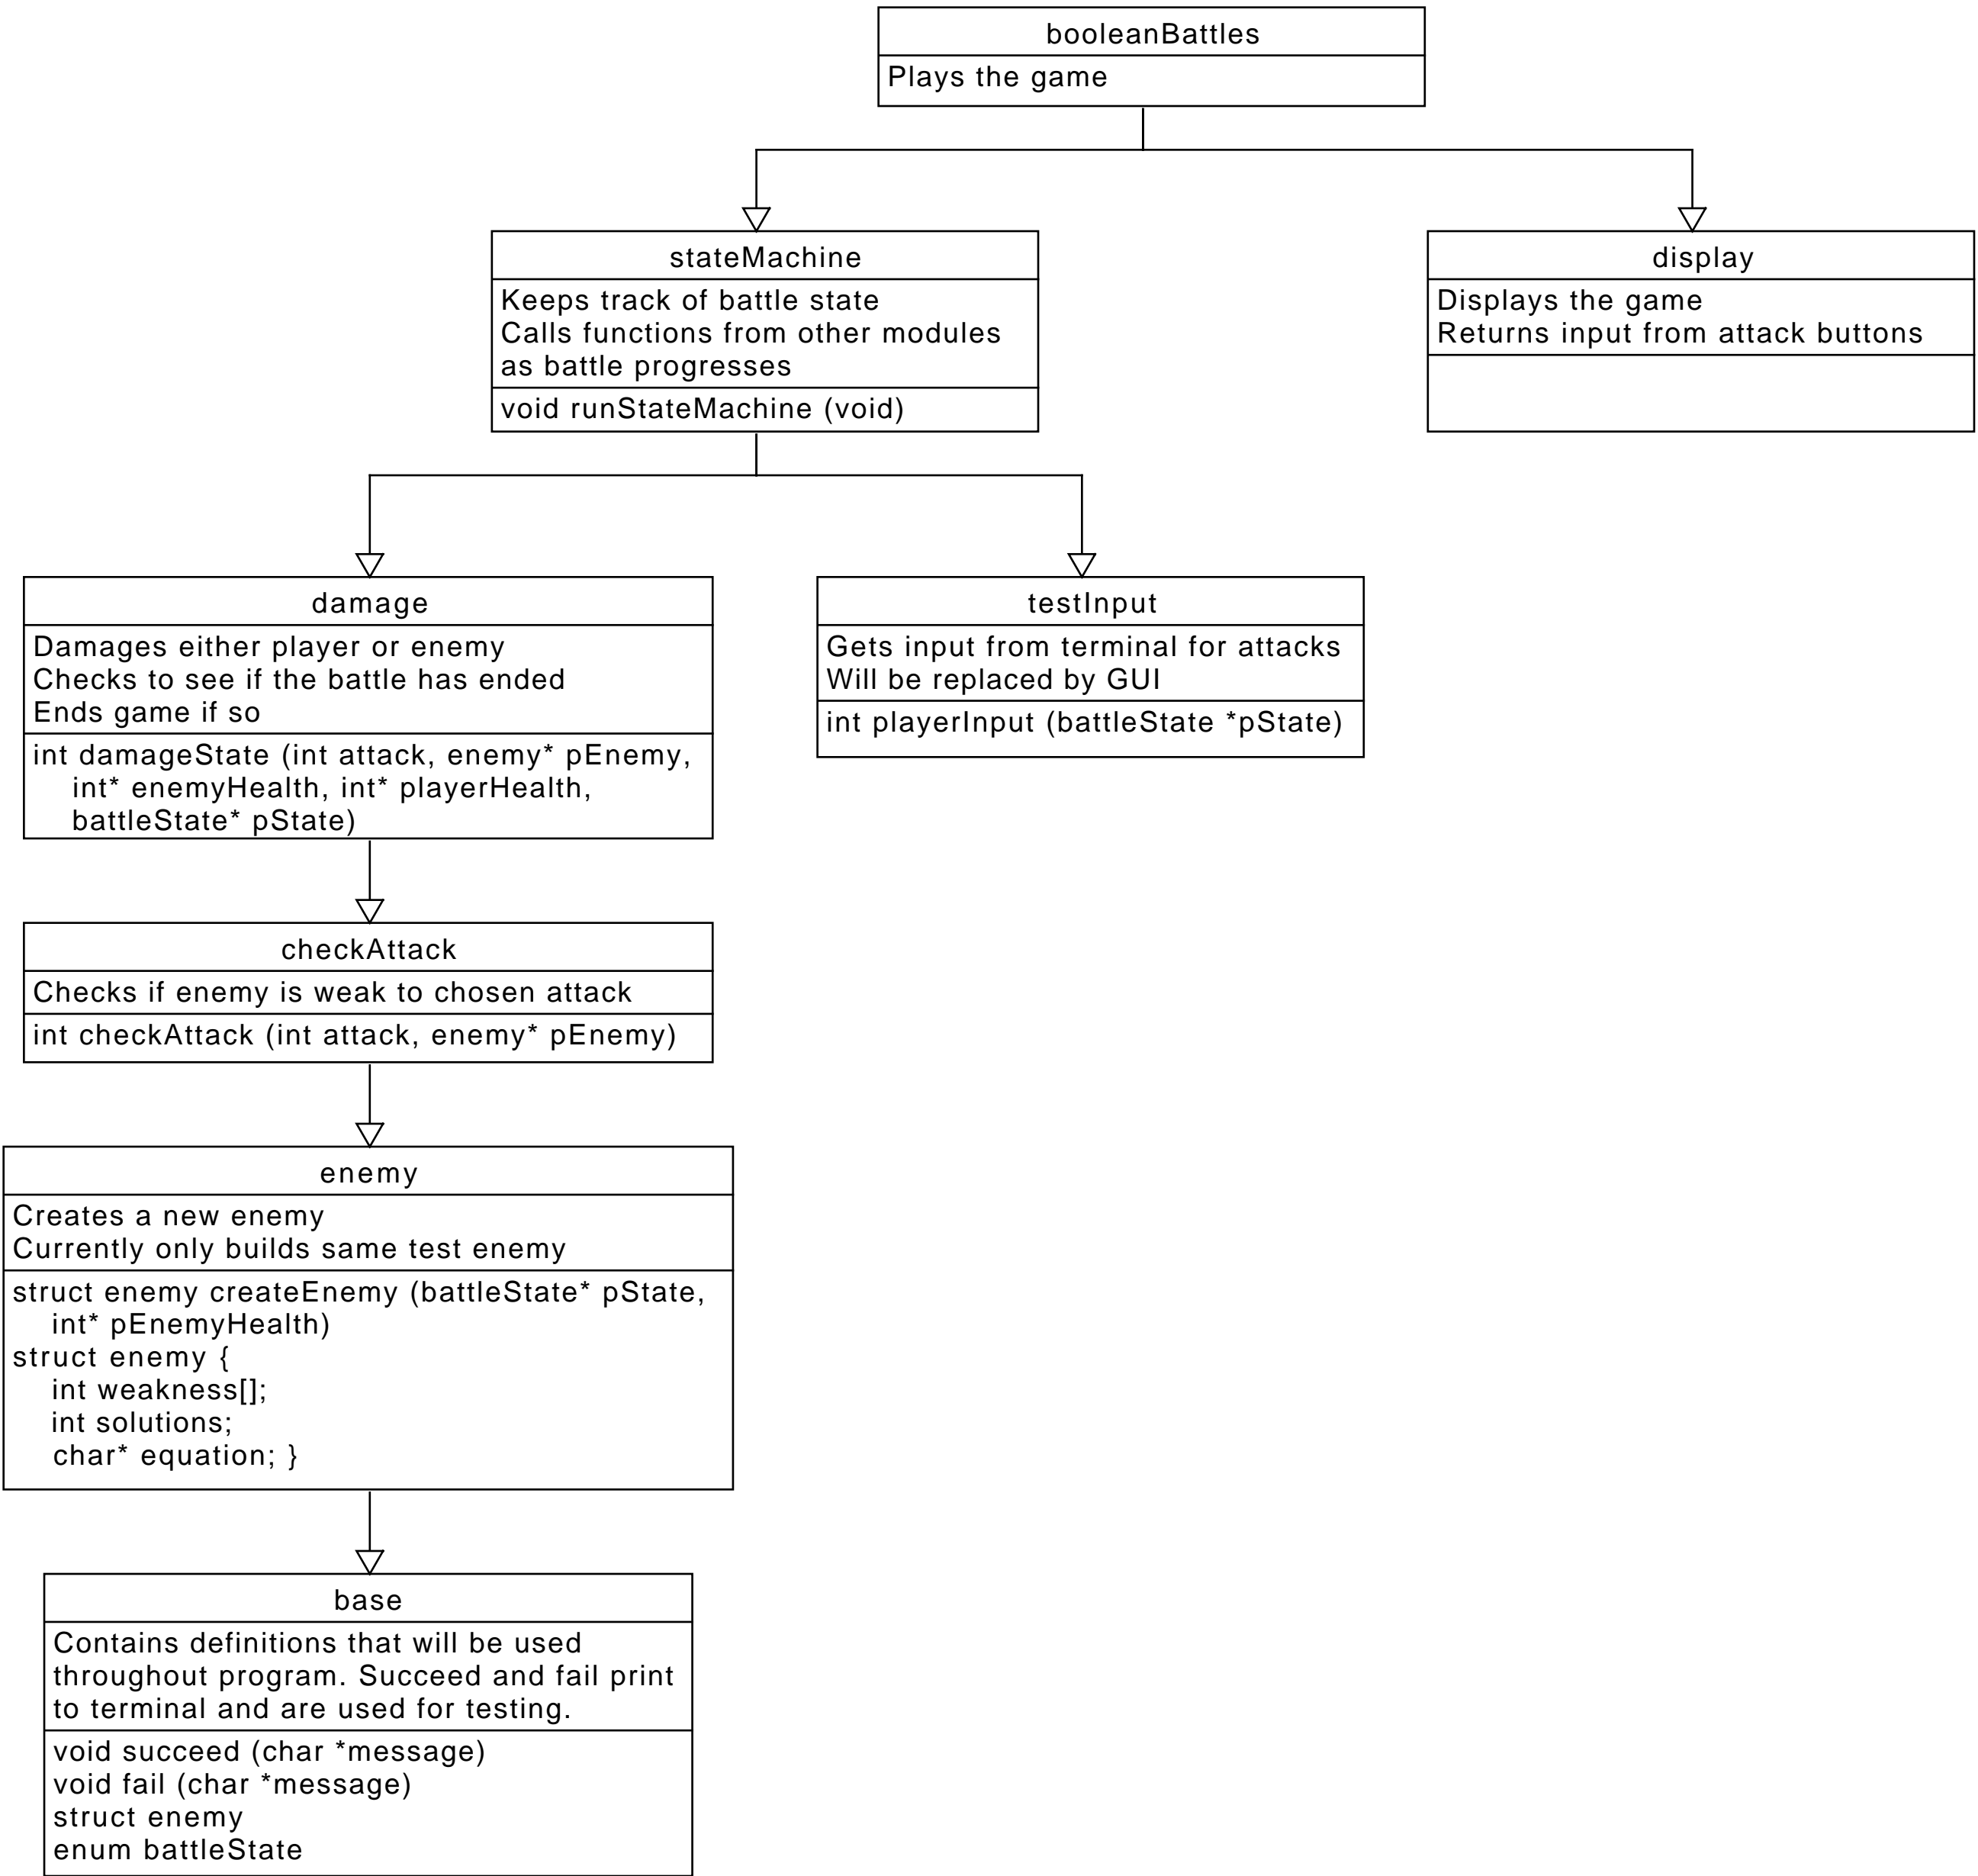 booleanBattles
Plays the game
stateMachine
Keeps track of battle state
Calls functions from other modules
as battle progresses
void runStateMachine (void)
display
Displays the game
Returns input from attack buttons
damage
Damages either player or enemy
Checks to see if the battle has ended
Ends game if so
int damageState (int attack, enemy* pEnemy,
int* enemyHealth, int* playerHealth,
battleState* pState)
testInput
Gets input from terminal for attacks
Will be replaced by GUI
int playerInput (battleState *pState)
checkAttack
Checks if enemy is weak to chosen attack
int checkAttack (int attack, enemy* pEnemy)
enemy
Creates a new enemy
Currently only builds same test enemy
struct enemy createEnemy (battleState* pState,
int* pEnemyHealth)
struct enemy {
int weakness[];
int solutions;
char* equation; }
base
Contains definitions that will be used
throughout program. Succeed and fail print
to terminal and are used for testing.
void succeed (char *message)
void fail (char *message)
struct enemy
enum battleState